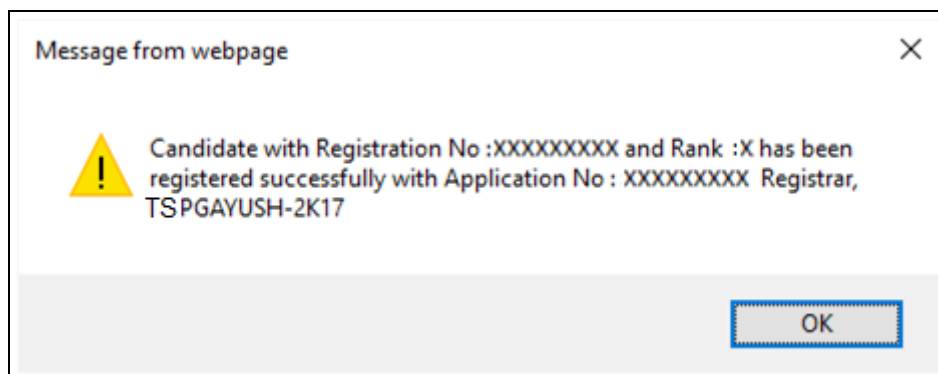 Message from webpage
Candidate with Registration No :XXXXXXXXX and Rank :X has been
registered successfully with Application No : XXXXXXXXX Registrar,
TSPGAYUSH-2K17
OK